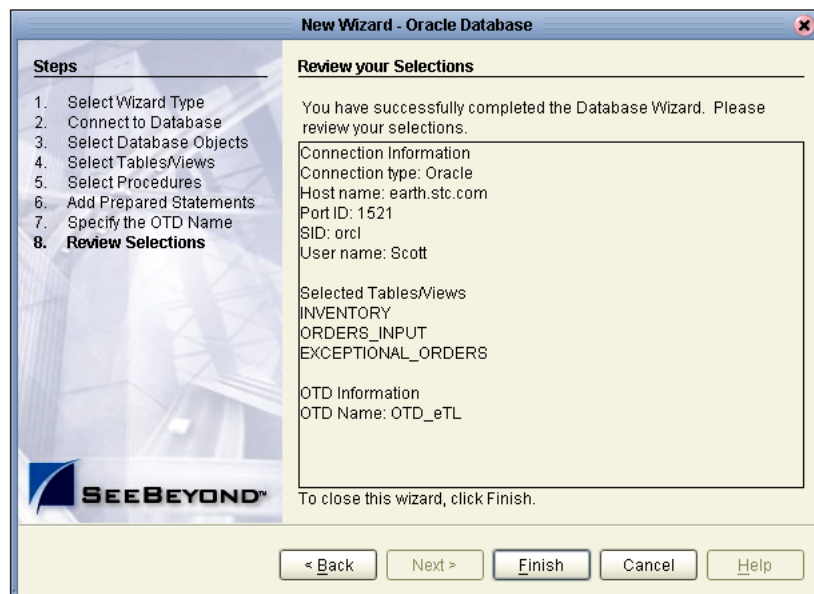 New Wizard - Oracle Database
Steps
1. Select Wizard Type
2. Connect to Database
3. Select Database Objects
4. Select Tables/Views
5. Select Procedures
6. Add Prepared Statements
7. Specify the OTD Name
8. Review Selections
SEEBEYOND™
Review your Selections
You have successfully completed the Database Wizard. Please
review your selections.
Connection Information
Connection type: Oracle
Host name: earth.stc.com
Port ID: 1521
SID: orcl
User name: Scott
Selected Tables/Views
INVENTORY
ORDERS_INPUT
EXCEPTIONAL_ORDERS
OTD Information
OTD Name: OTD_eTL
To close this wizard, click Finish.
< Back Next > Finish Cancel Help